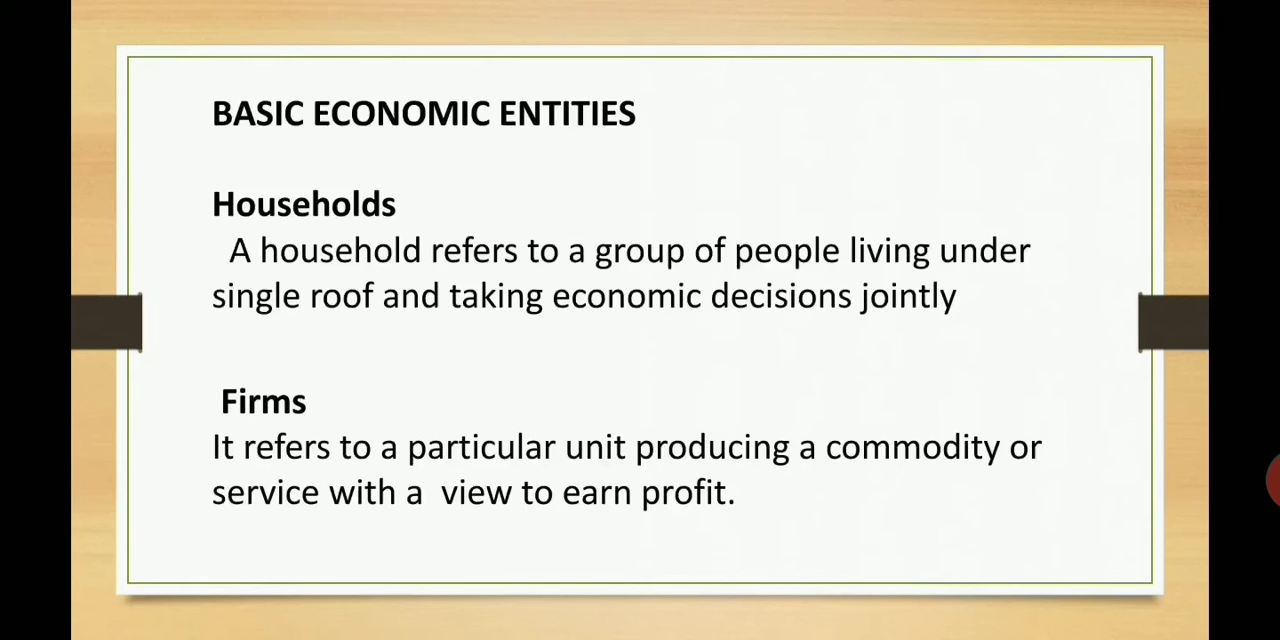 BASIC ECONOMIC ENTITIES
Households
A household refers to a group of people living under
single roof and taking economic decisions jointly
Firms
It refers to a particular unit producing a commodity or
service with a  view to earn profit.